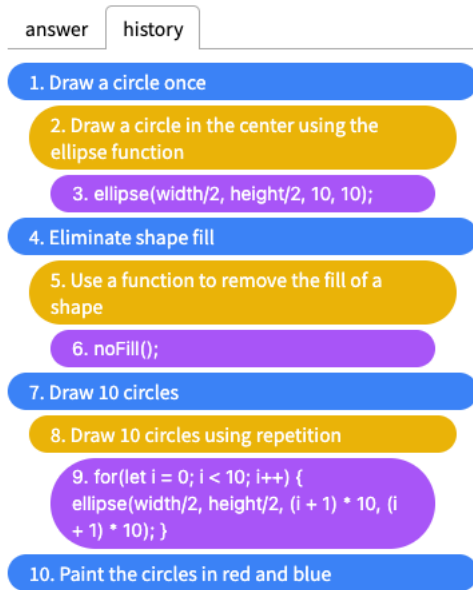 answer
history
1. Draw a circle once
2. Draw a circle in the center using the
ellipse function
3. ellipse(width/2, height/2, 10, 10);
4. Eliminate shape fill
5. Use a function to remove the fill of a
shape
6. noFill();
7. Draw 10 circles
8. Draw 10 circles using repetition
9. for(let i = 0; i < 10; i++) {
ellipse(width/2, height/2, (i + 1) * 10, (i
+ 1) * 10); }
10. Paint the circles in red and blue